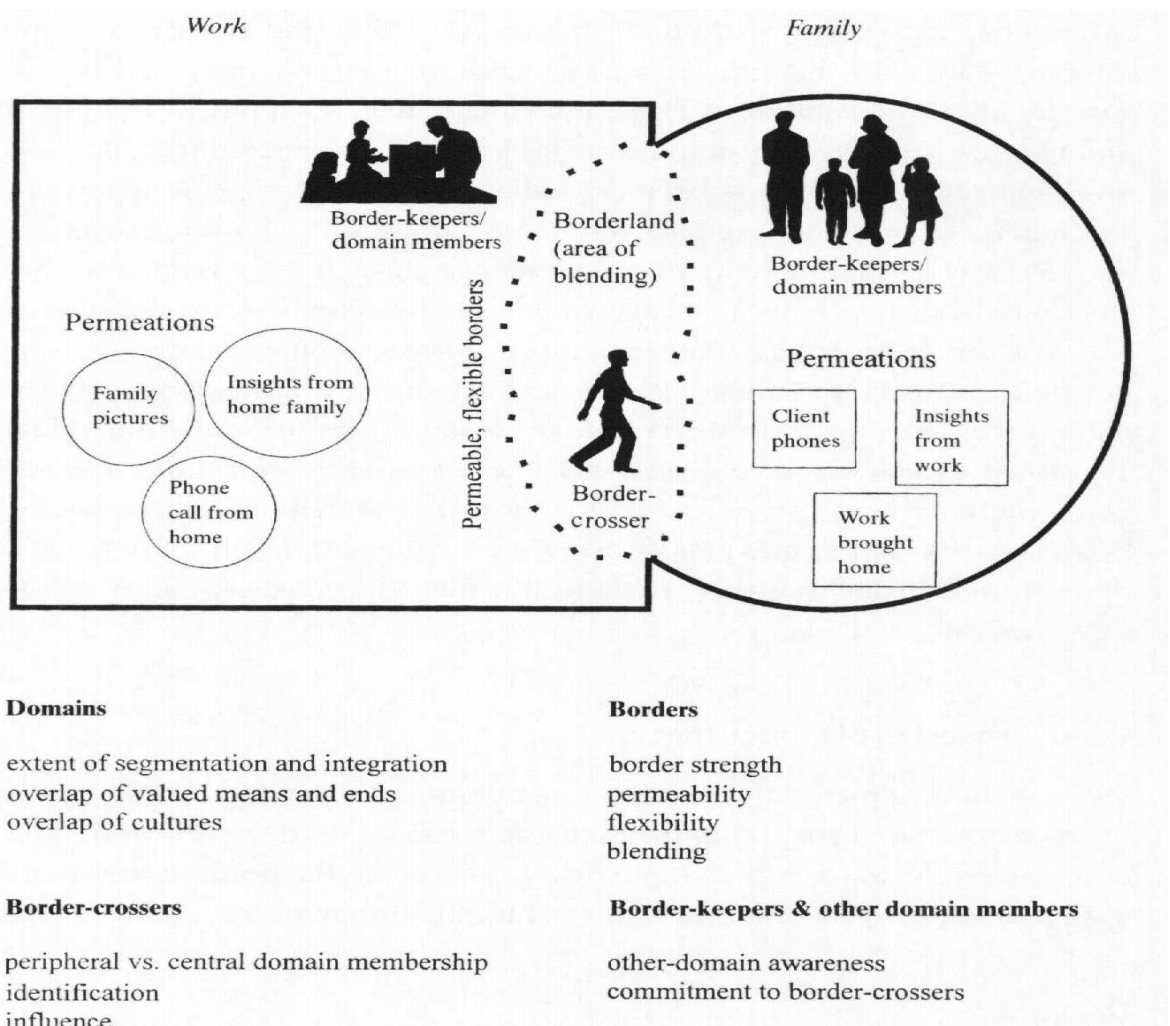 Work
Family
Border-keepers/
domain members
Borderland
(area of
blending)
Border-keepers/
domain members
Permeable, flexible borders
Permeations
Family
pictures
Insights from
home family
Phone
call from
home
Border-
crosser
Permeations
Client
phones
Insights
from
work
Work
brought
home
Domains
extent of segmentation and integration
overlap of valued means and ends
overlap of cultures
Borders
border strength
permeability
flexibility
blending
Border-crossers
peripheral vs. central domain membership
identification
influence
Border-keepers & other domain members
other-domain awareness
commitment to border-crossers